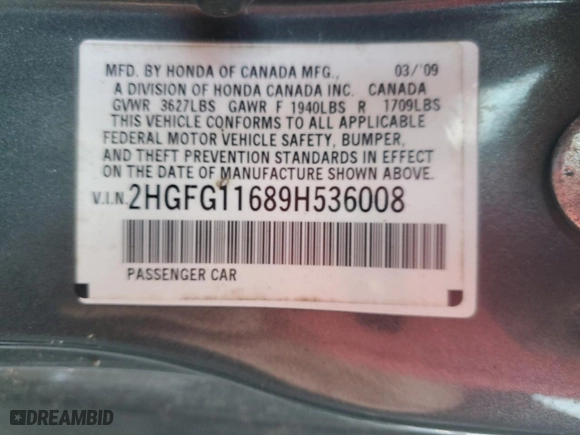 MFD. BY HONDA OF CANADA MFG., 03/'09
A DIVISION OF HONDA CANADA INC. CANADA
GVWR 3627LBS GAWR F 1940LBS R 1709LBS
THIS VEHICLE CONFORMS TO ALL APPLICABLE
FEDERAL MOTOR VEHICLE SAFETY, BUMPER,
AND THEFT PREVENTION STANDARDS IN EFFECT
ON THE DATE OF MANUFACTURE SHOWN ABOVE.
V.I.N. 2HGFG11689H536008
PASSENGER CAR
DREAMBID